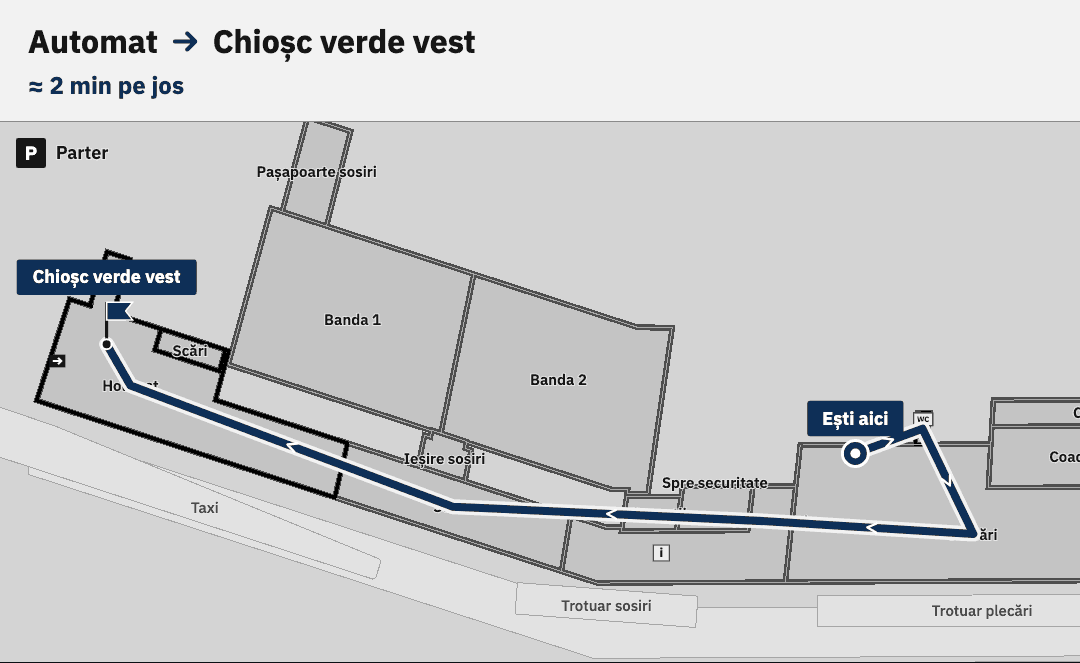 Automat → Chioșc verde vest
≈ 2 min pe jos
P Parter
Pașapoarte sosiri
Chioșc verde vest
Banda 1
Scări
Banda 2
Ești aici
WC
Ieșire sosiri
Spre securitate
Taxi
i
Trotuar sosiri
Trotuar plecări